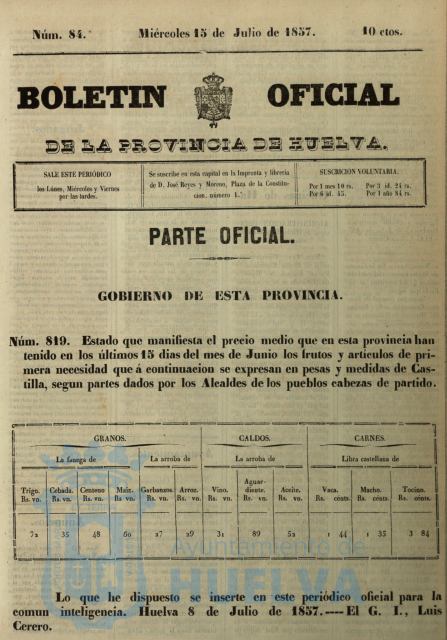 Núm. 84. Miércoles 15 de Julio de 1857. 10 ctos.
BOLETIN OFICIAL
DE LA PROVINCIA DE HUELVA.
SALE ESTE PERIÓDICO
los Lúnes, Miércoles y Viernes
por las tardes.
Se suscribe en esta capital en la Imprenta y librería
de D. José Reyes y Moreno, Plaza de la Constitu-
cion, número 1.º
SUSCRICION VOLUNTARIA.
Por 1 mes 10 rs. Por 3 id. 24 rs.
Por 6 id. 45. Por 1 año 84 rs.
PARTE OFICIAL.
GOBIERNO DE ESTA PROVINCIA.
Núm. 819. Estado que manifiesta el precio medio que en esta provincia han
tenido en los últimos 15 dias del mes de Junio los frutos y artículos de pri-
mera necesidad que á continuacion se expresan en pesas y medidas de Cas-
tilla, segun partes dados por los Alcaldes de los pueblos cabezas de partido.
GRANOS. CALDOS. CARNES.
La fanega de La arroba de La arroba de Libra castellana de
Trigo. Cebada. Centeno Maiz. Garbanzos. Arroz. Vino. Aguar-
diente. Aceite. Vaca. Macho. Tocino.
Rs. vn. Rs. vn. Rs. vn. Rs. vn. Rs. vn. Rs. vn. Rs. vn. Rs. vn. Rs. vn. Rs. cénts. Rs. cénts. Rs. cénts.
72 35 48 60 27 29 31 89 52 1 44 1 35 3 84
Ayuntamiento de
HUELVA
Lo que he dispuesto se inserte en este periódico oficial para la
comun inteligencia. Huelva 8 de Julio de 1857.—El G. I., Luis
Cerero.